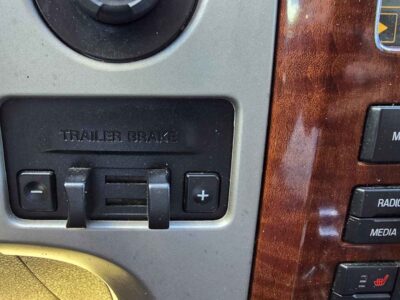 TRAILER BRAKE
-
+
RADIO
MEDIA